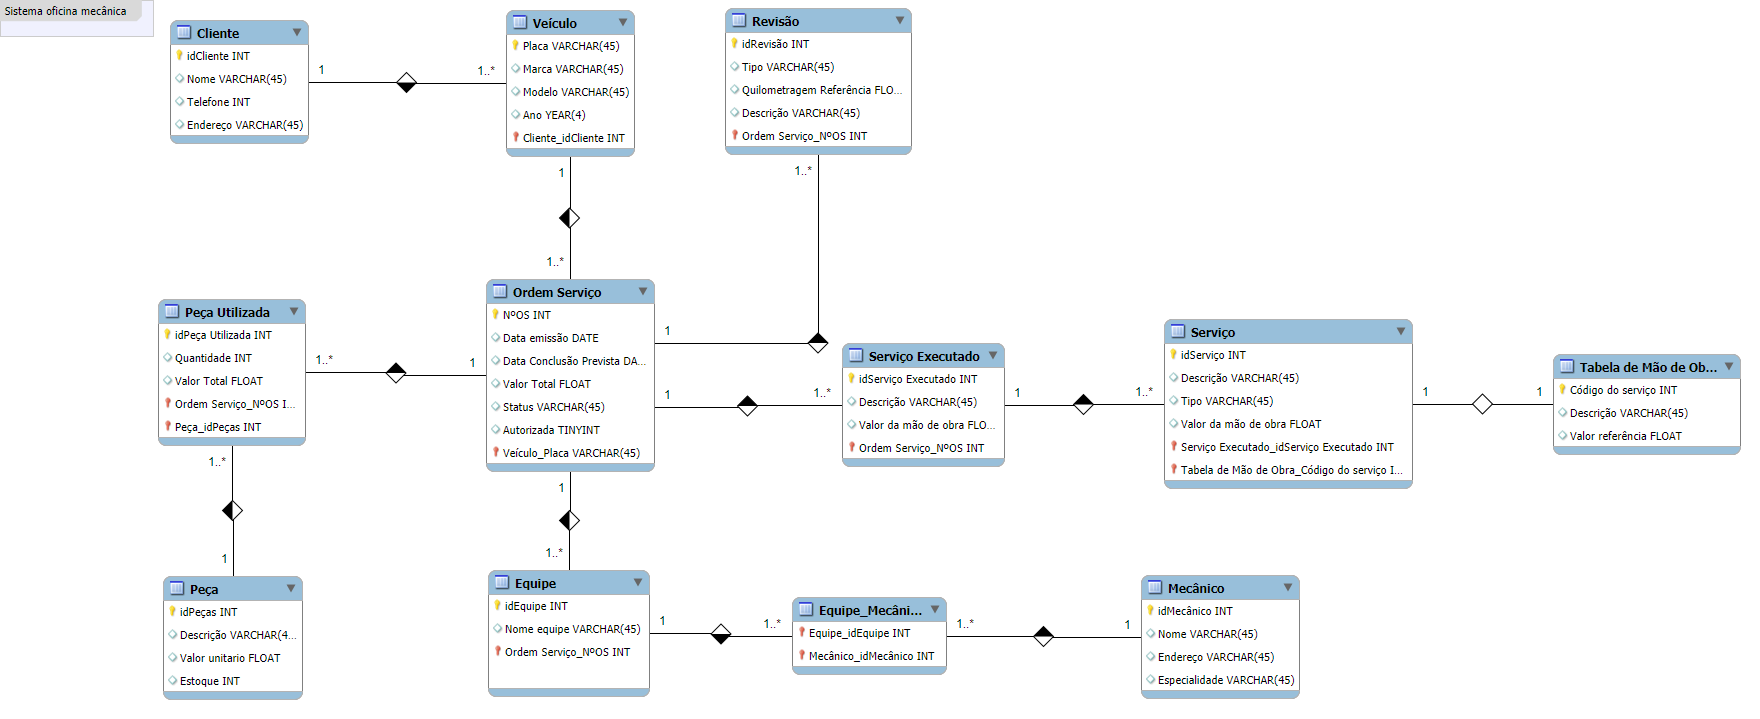 Sistema oficina mecânica
Cliente
idCliente INT
Nome VARCHAR(45)
Telefone INT
Endereço VARCHAR(45)
1
1..*
Veículo
Placa VARCHAR(45)
Marca VARCHAR(45)
Modelo VARCHAR(45)
Ano YEAR(4)
Cliente_idCliente INT
1
1..*
Revisão
idRevisão INT
Tipo VARCHAR(45)
Quilometragem Referência FLO...
Descrição VARCHAR(45)
Ordem Serviço_NºOS INT
1..*
1
Peça Utilizada
idPeça Utilizada INT
Quantidade INT
Valor Total FLOAT
Ordem Serviço_NºOS I...
Peça_idPeças INT
1..*
1
1..*
1
Ordem Serviço
NºOS INT
Data emissão DATE
Data Conclusão Prevista DA...
Valor Total FLOAT
Status VARCHAR(45)
Autorizada TINYINT
Veículo_Placa VARCHAR(45)
1
1..*
1
1..*
Serviço Executado
idServiço Executado INT
Descrição VARCHAR(45)
Valor da mão de obra FLO...
Ordem Serviço_NºOS INT
1
1..*
Serviço
idServiço INT
Descrição VARCHAR(45)
Tipo VARCHAR(45)
Valor da mão de obra FLOAT
Serviço Executado_idServiço Executado INT
Tabela de Mão de Obra_Código do serviço I...
1
1
Tabela de Mão de Ob...
Código do serviço INT
Descrição VARCHAR(45)
Valor referência FLOAT
Peça
idPeças INT
Descrição VARCHAR(4...
Valor unitario FLOAT
Estoque INT
Equipe
idEquipe INT
Nome equipe VARCHAR(45)
Ordem Serviço_NºOS INT
1
1..*
Equipe_Mecâni...
Equipe_idEquipe INT
Mecânico_idMecânico INT
1..*
1
Mecânico
idMecânico INT
Nome VARCHAR(45)
Endereço VARCHAR(45)
Especialidade VARCHAR(45)